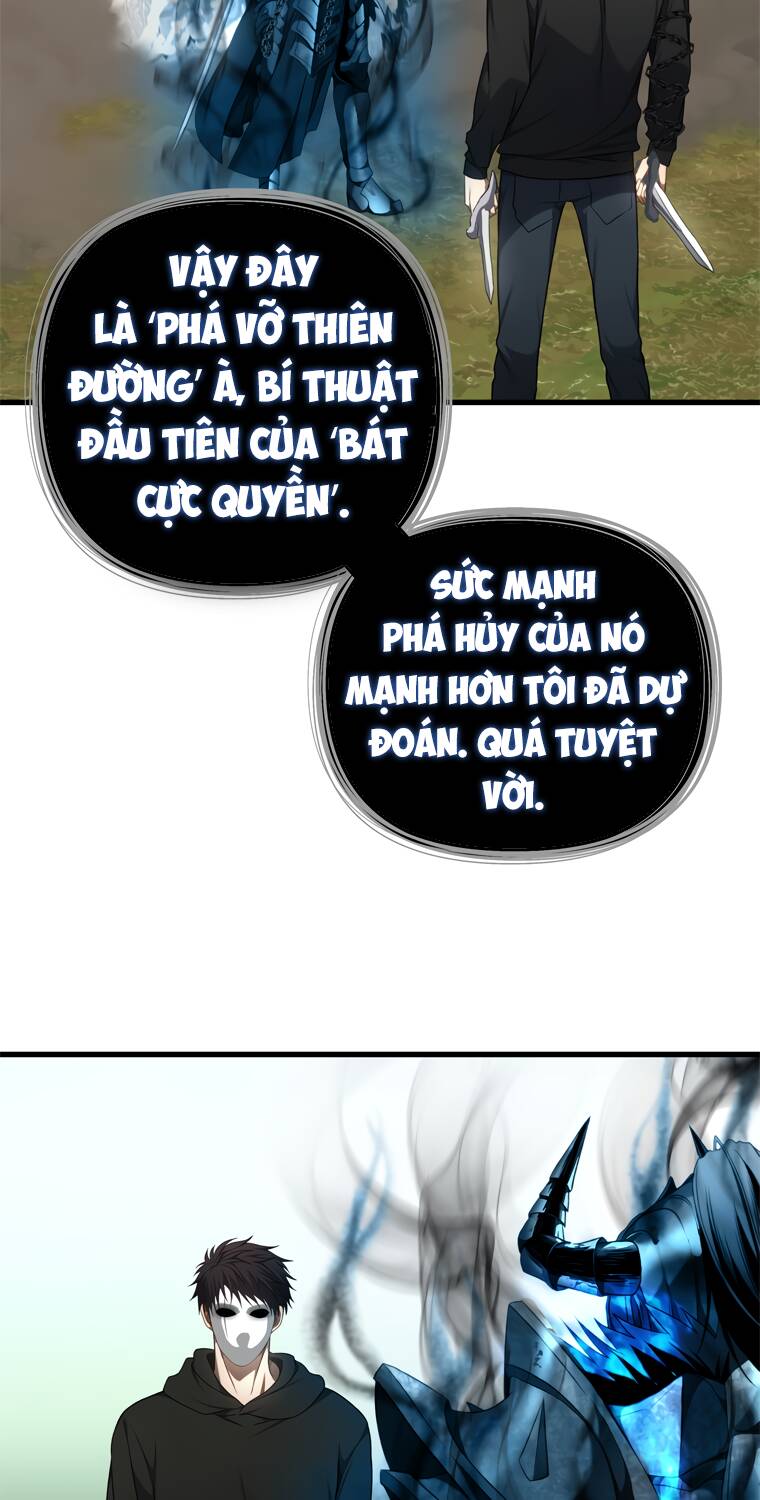 VẬY ĐÂY
LÀ ‘PHÁ VỠ THIÊN
ĐƯỜNG’ À, BÍ THUẬT
ĐẦU TIÊN CỦA ‘BÁT
CỰC QUYỀN’.
SỨC MẠNH
PHÁ HỦY CỦA NÓ
MẠNH HƠN TÔI ĐÃ DỰ
ĐOÁN. QUÁ TUYỆT
VỜI.